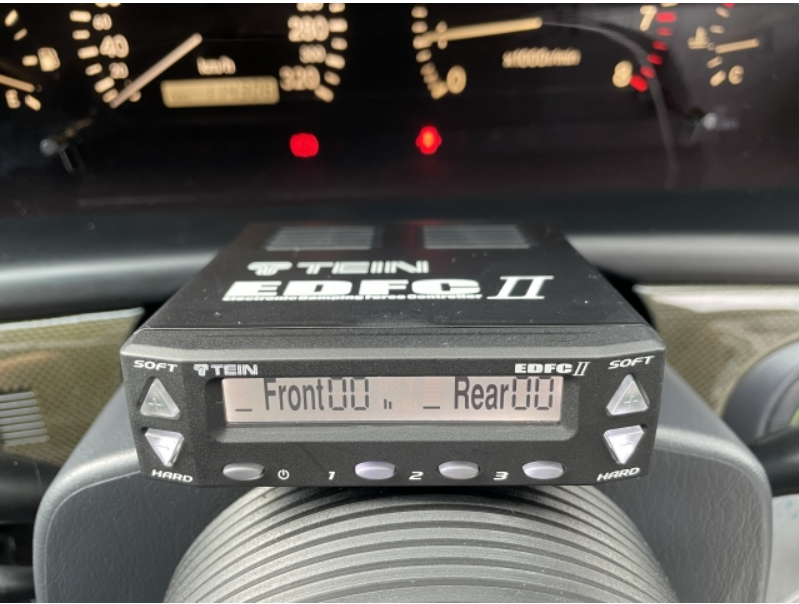 40
20
E
km/h
280
300
320
0
x1000r/min
7
8
C
TEIN
EDFC II
Electronic Damping Force Controller
SOFT TEIN EDFC II SOFT
_ Front00 _ Rear00
HARD 1 2 3 HARD